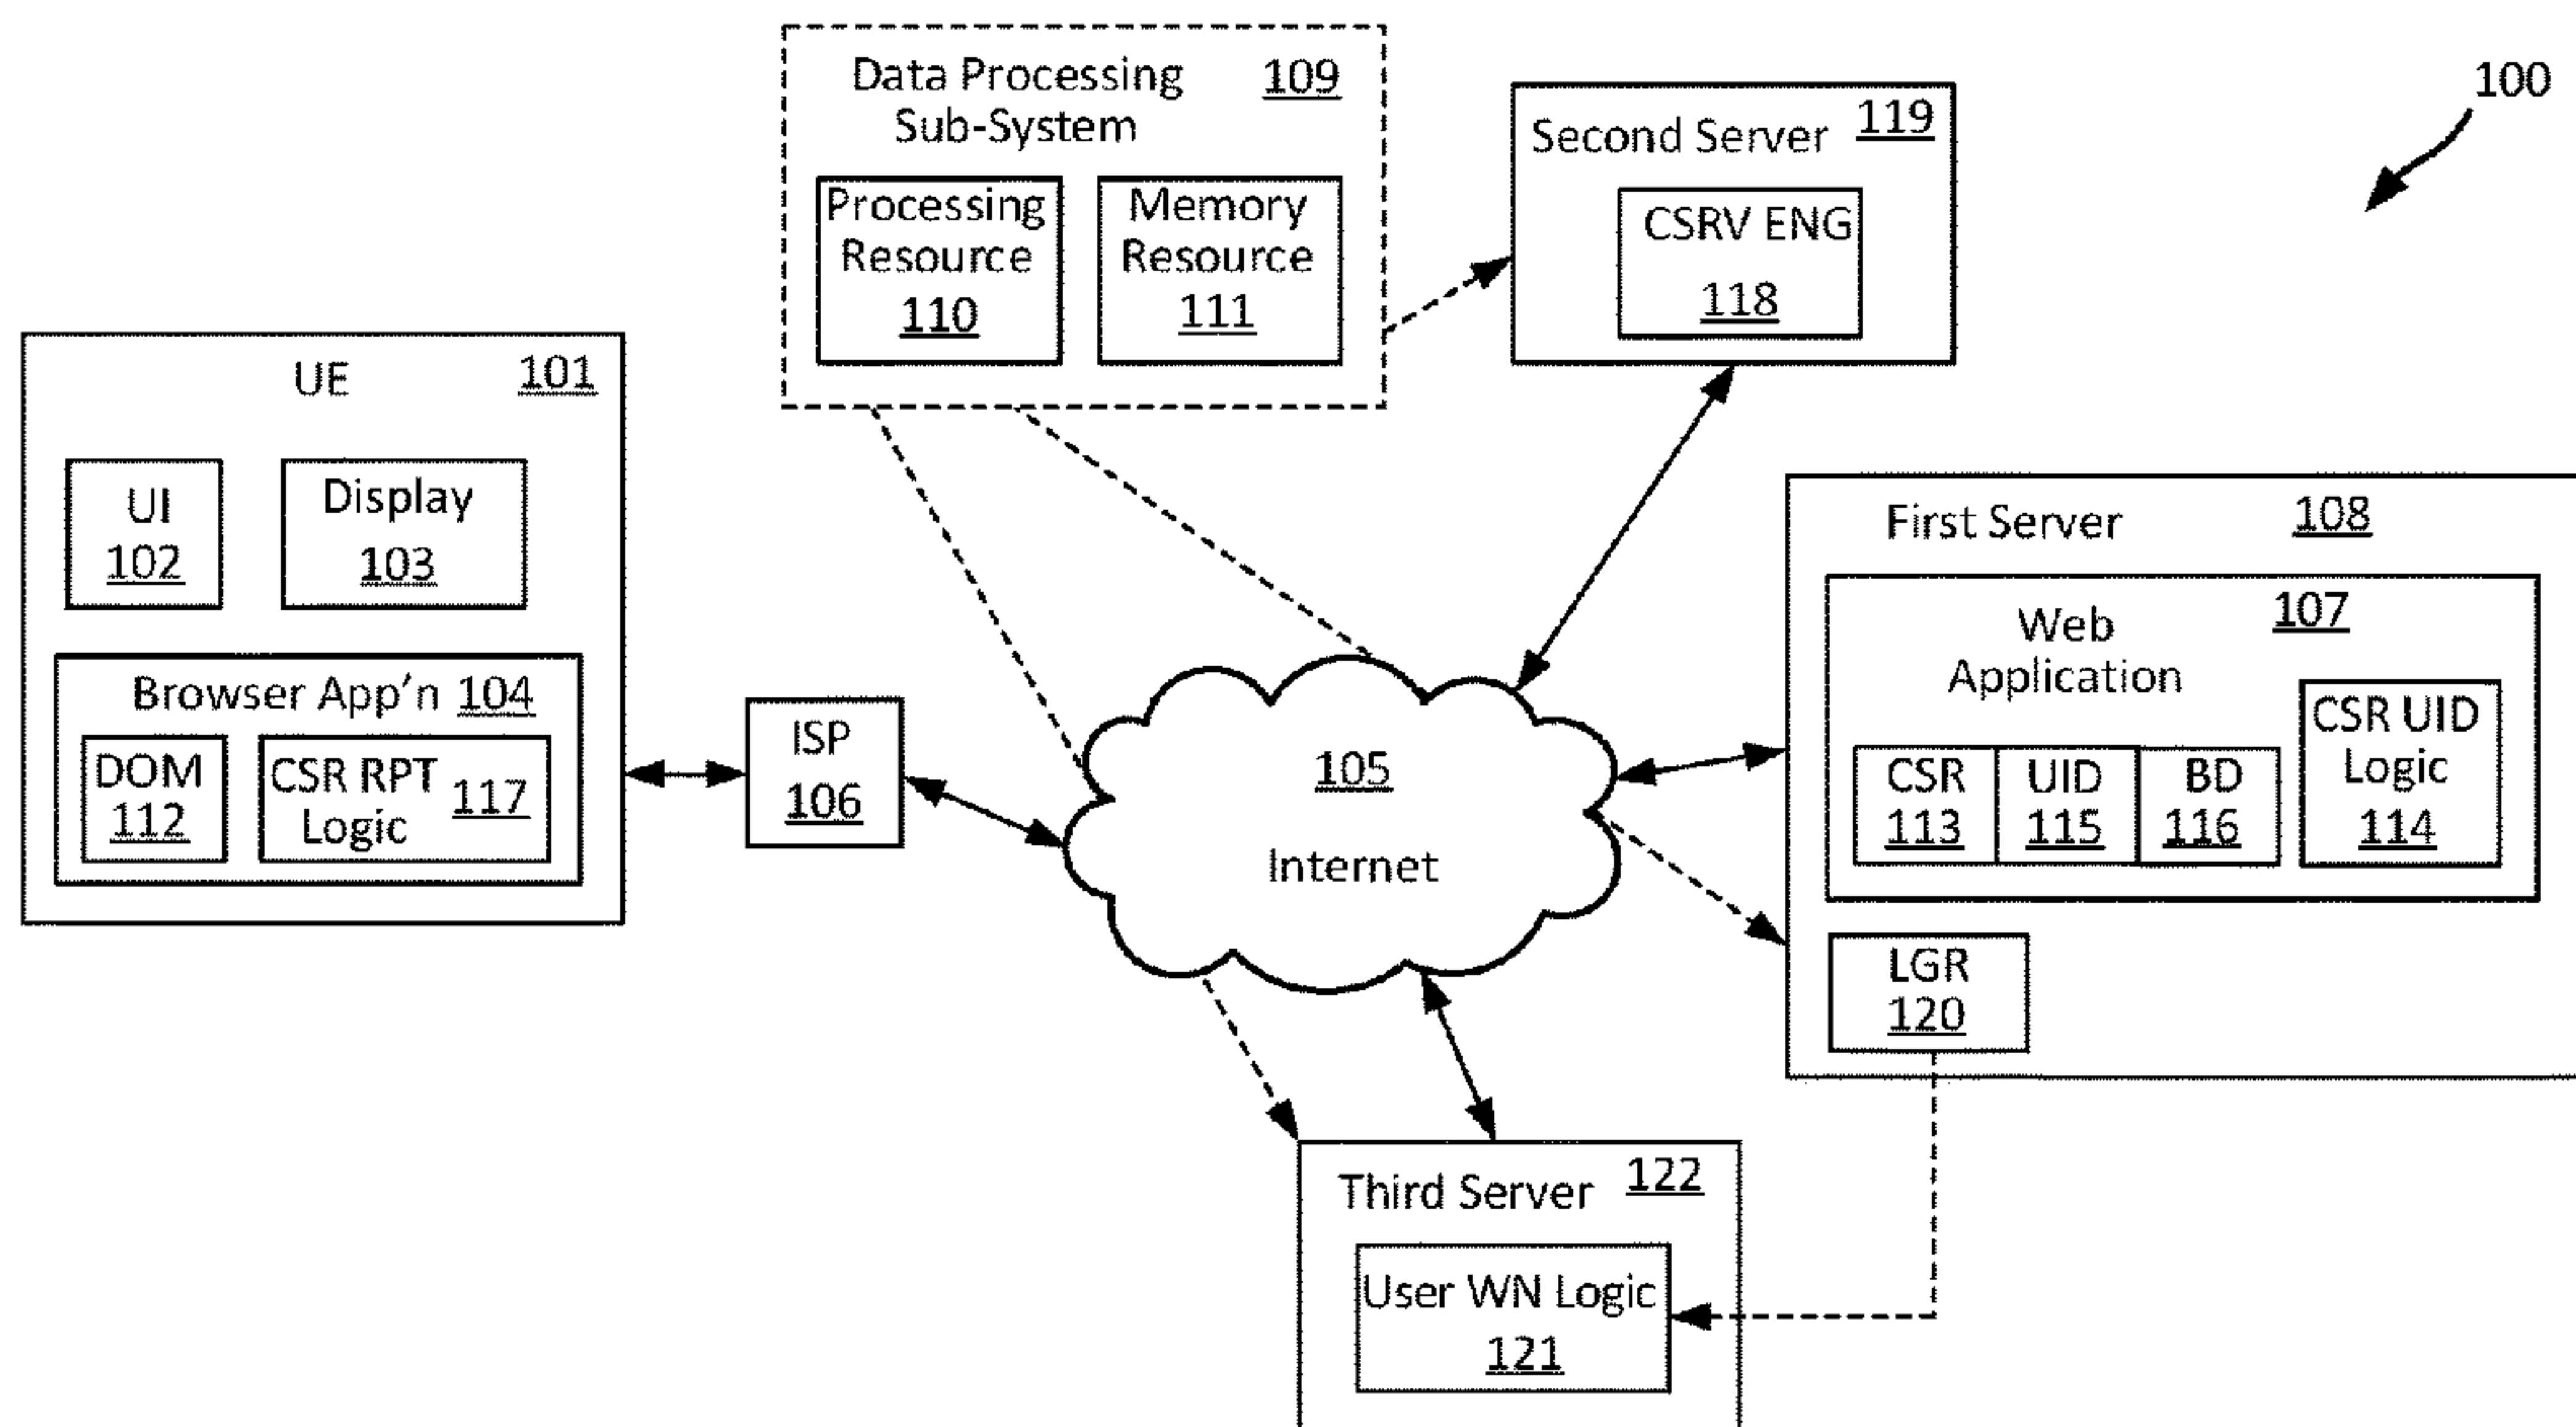 100
Data Processing
Sub-System
109
Processing
Resource
110
Memory
Resource
111
Second Server 119
CSRV ENG
118
UE 101
UI
102
Display
103
Browser App'n 104
DOM
112
CSR RPT
Logic
117
ISP
106
105
Internet
First Server 108
Web
Application
107
CSR
113
UID
115
BD
116
CSR UID
Logic
114
LGR
120
Third Server 122
User WN Logic
121